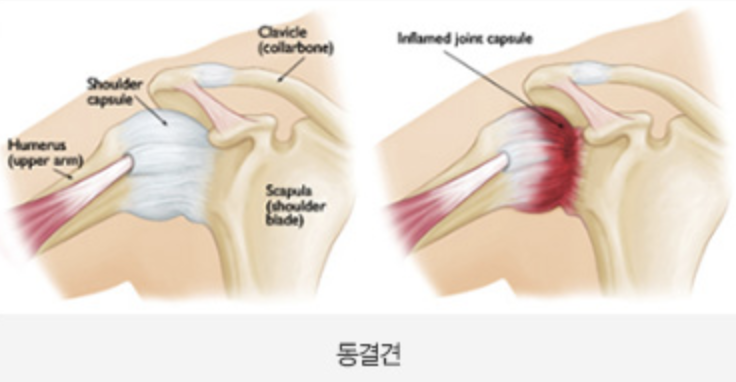 Clavicle
(collarbone)
Shoulder
capsule
Humerus
(upper arm)
Scapula
(shoulder
blade)
Inflamed joint capsule
동결견